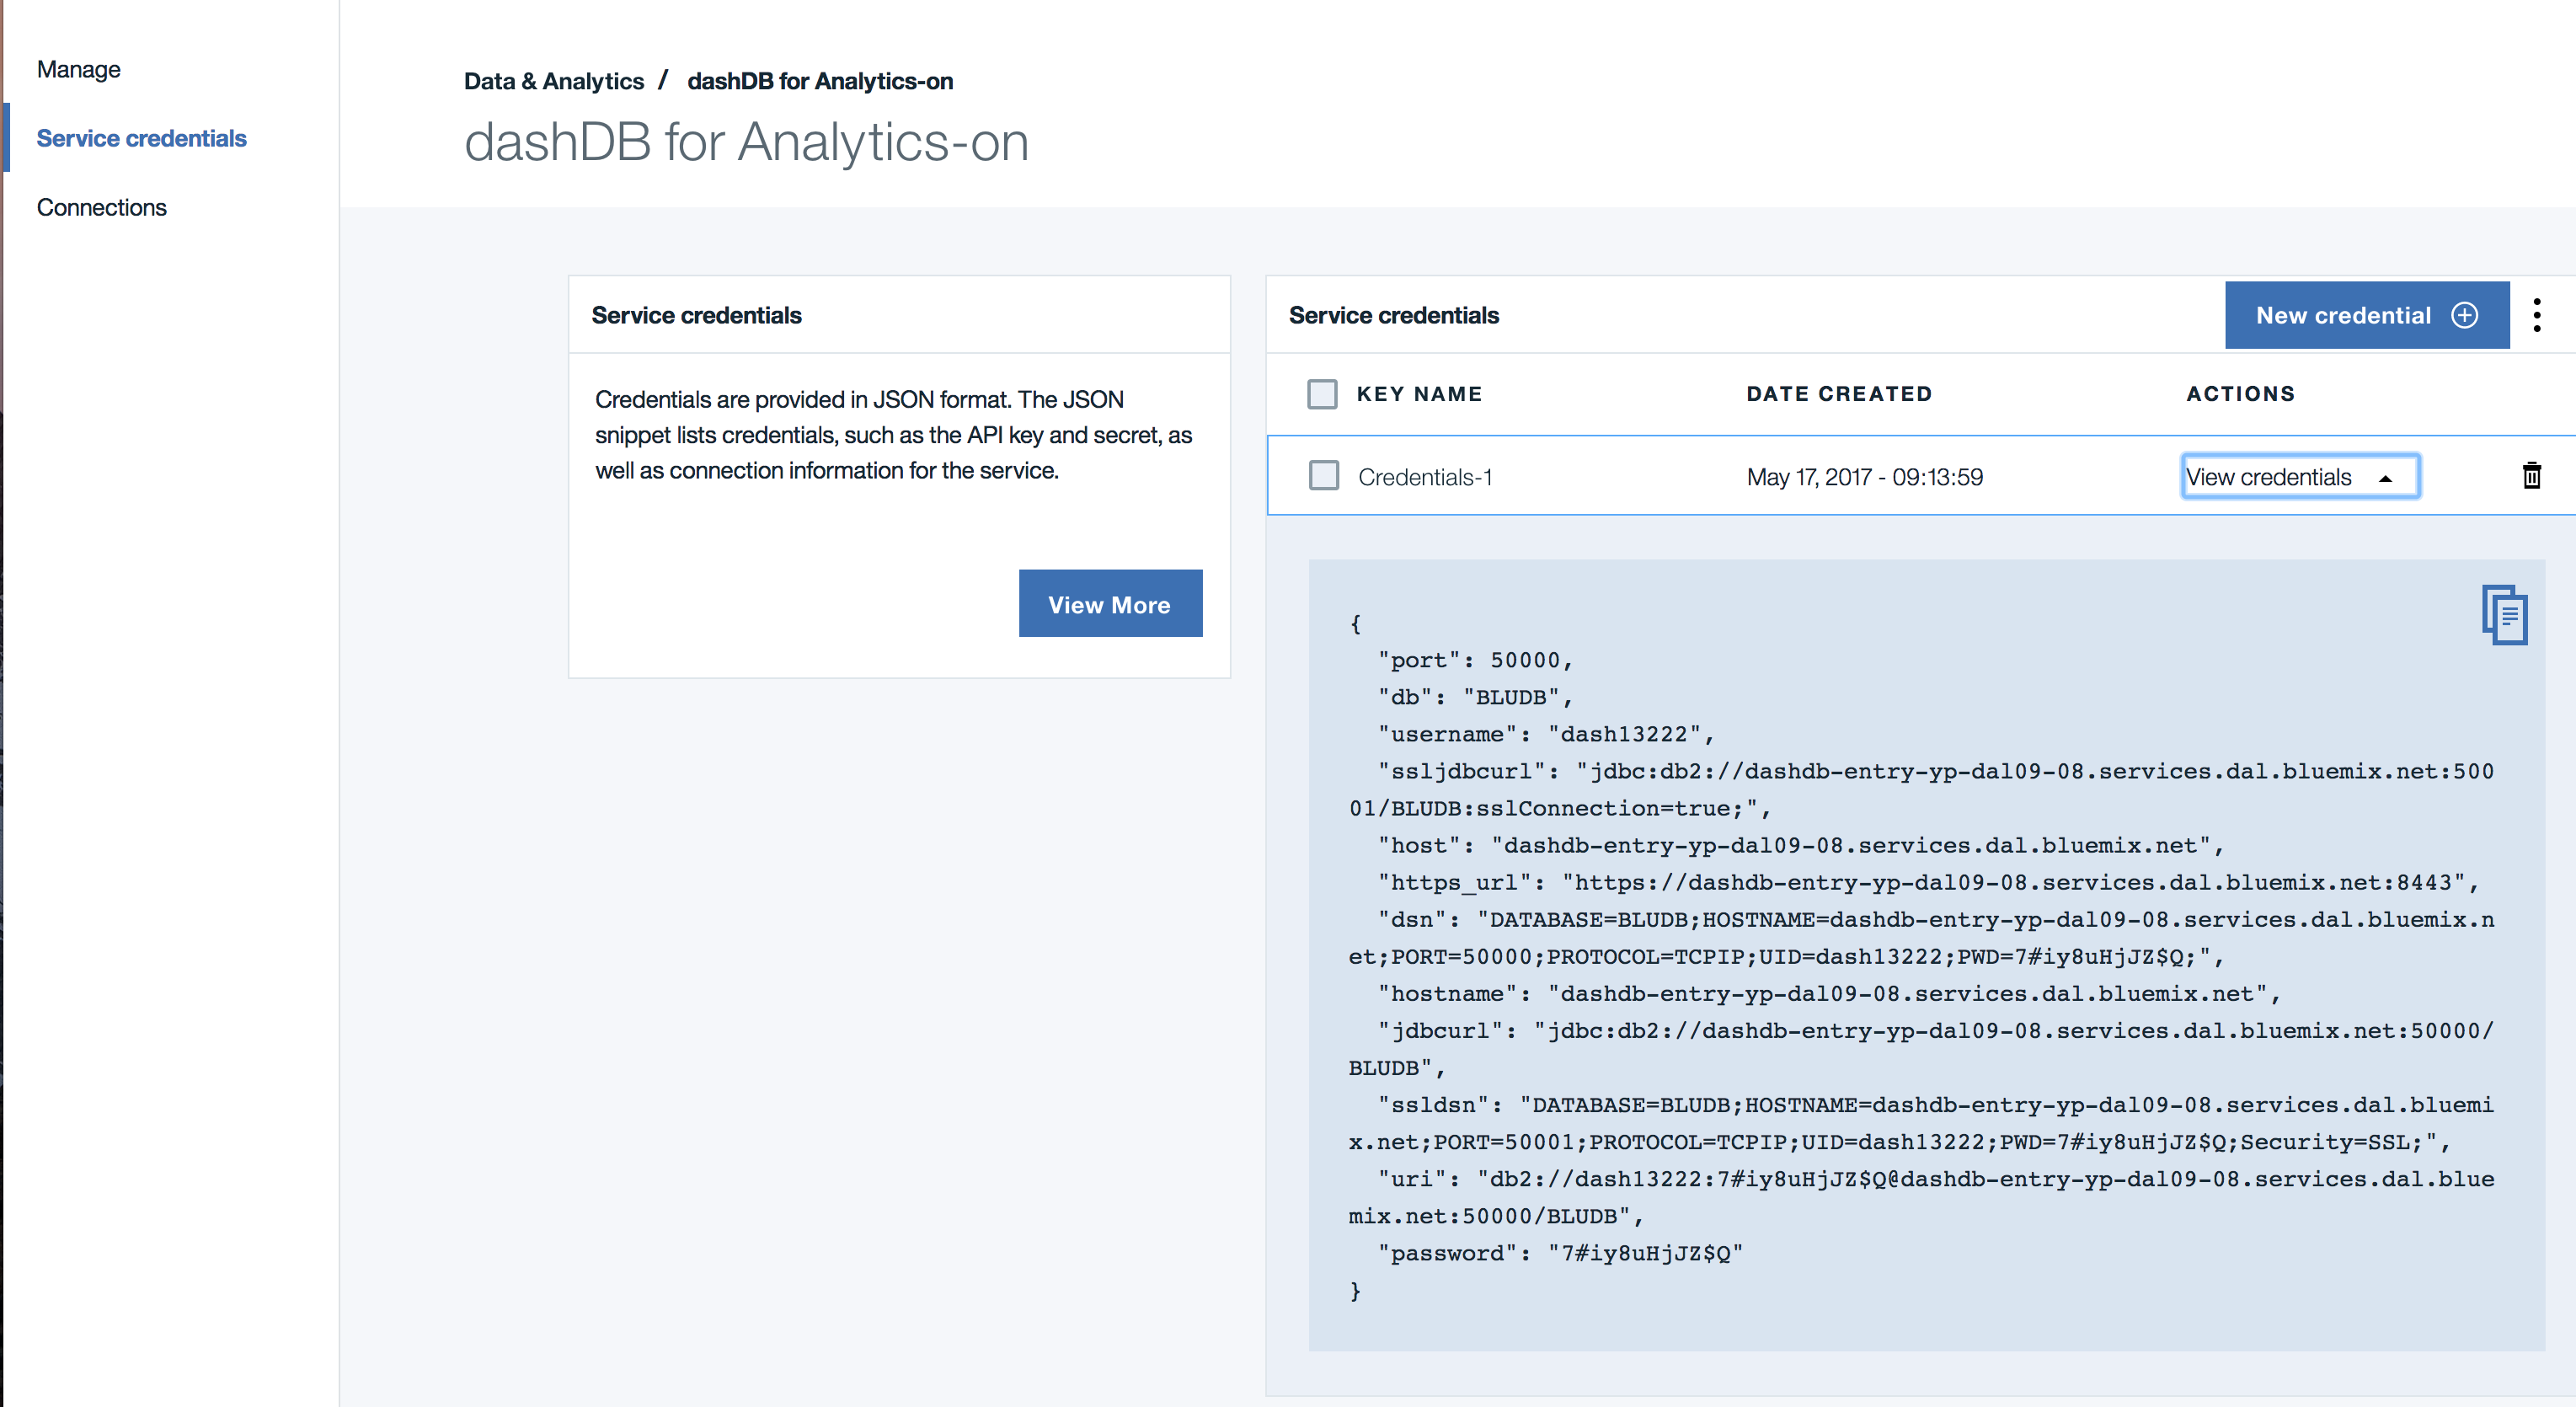 Manage
Service credentials
Connections
Data & Analytics / dashDB for Analytics-on
dashDB for Analytics-on
Service credentials
Credentials are provided in JSON format. The JSON
snippet lists credentials, such as the API key and secret, as
well as connection information for the service.
View More
Service credentials
New credential
KEY NAME DATE CREATED ACTIONS
Credentials-1 May 17, 2017 - 09:13:59 View credentials
{
"port": 50000,
"db": "BLUDB",
"username": "dash13222",
"ssljdbcurl": "jdbc:db2://dashdb-entry-yp-dal09-08.services.dal.bluemix.net:500
01/BLUDB:sslConnection=true;",
"host": "dashdb-entry-yp-dal09-08.services.dal.bluemix.net",
"https_url": "https://dashdb-entry-yp-dal09-08.services.dal.bluemix.net:8443",
"dsn": "DATABASE=BLUDB;HOSTNAME=dashdb-entry-yp-dal09-08.services.dal.bluemix.n
et;PORT=50000;PROTOCOL=TCPIP;UID=dash13222;PWD=7#iy8uHjJZ$Q;",
"hostname": "dashdb-entry-yp-dal09-08.services.dal.bluemix.net",
"jdbcurl": "jdbc:db2://dashdb-entry-yp-dal09-08.services.dal.bluemix.net:50000/
BLUDB",
"ssldsn": "DATABASE=BLUDB;HOSTNAME=dashdb-entry-yp-dal09-08.services.dal.bluemi
x.net;PORT=50001;PROTOCOL=TCPIP;UID=dash13222;PWD=7#iy8uHjJZ$Q;Security=SSL;",
"uri": "db2://dash13222:7#iy8uHjJZ$Q@dashdb-entry-yp-dal09-08.services.dal.blue
mix.net:50000/BLUDB",
"password": "7#iy8uHjJZ$Q"
}